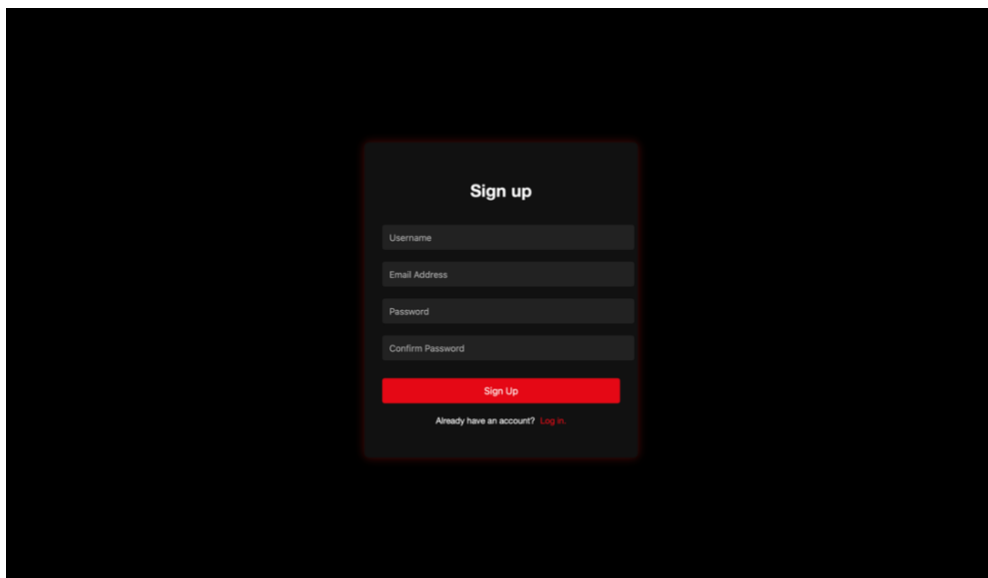 Sign up
Username
Email Address
Password
Confirm Password
Sign Up
Already have an account? Log in.